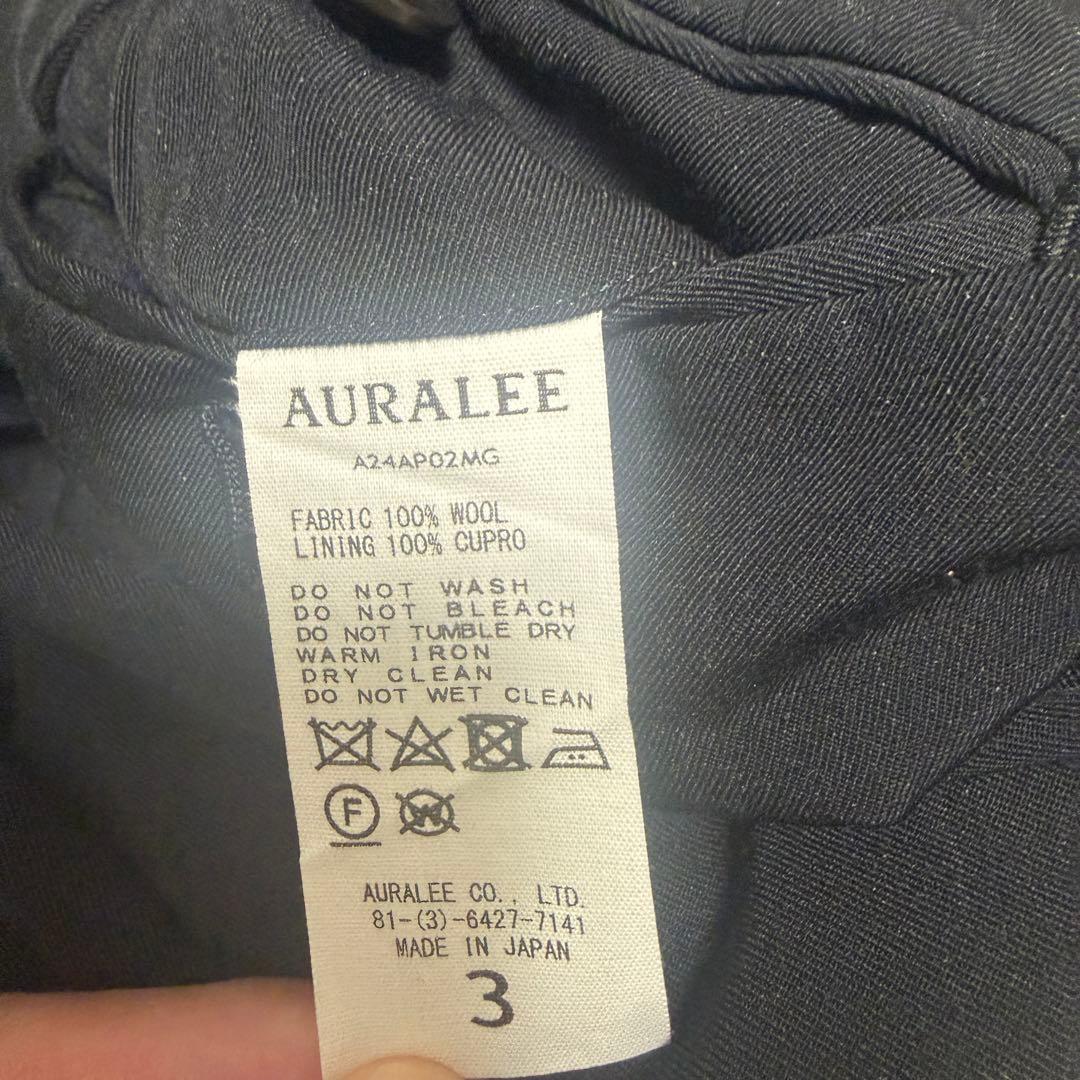 AURALEE
A24AP02MG
FABRIC 100% WOOL
LINING 100% CUPRO
DO NOT WASH
DO NOT BLEACH
DO NOT TUMBLE DRY
WARM IRON
DRY CLEAN
DO NOT WET CLEAN
F W
AURALEE CO., LTD.
81-(3)-6427-7141
MADE IN JAPAN
3